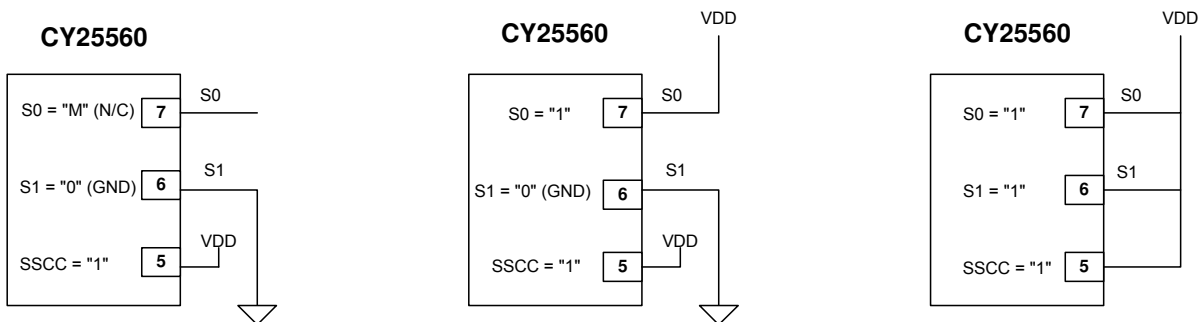 CY25560
S0 = "M" (N/C)
7
S0
S1 = "0" (GND)
6
S1
SSCC = "1"
5
VDD
CY25560
VDD
S0 = "1"
7
S0
S1 = "0" (GND)
6
S1
SSCC = "1"
5
VDD
CY25560
VDD
S0 = "1"
7
S0
S1 = "1"
6
S1
SSCC = "1"
5